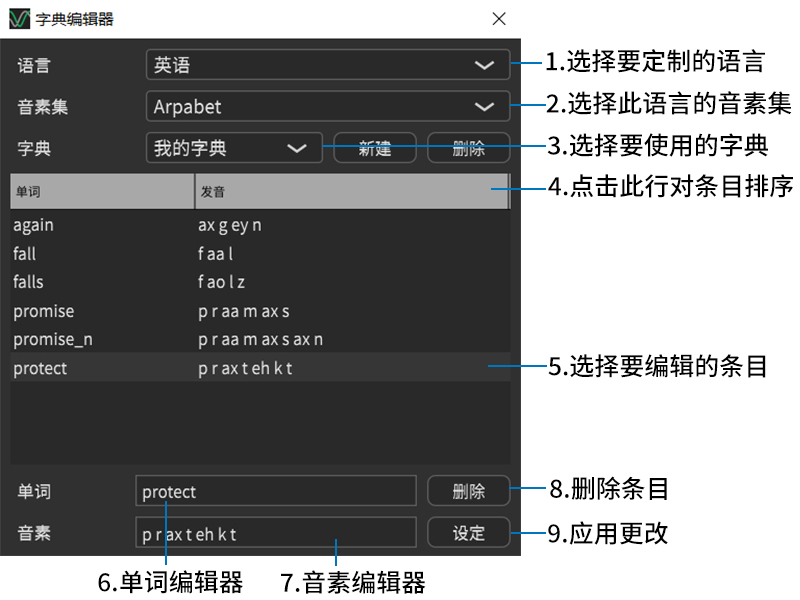 字典编辑器
语言 英语 1.选择要定制的语言
音素集 Arpabet 2.选择此语言的音素集
字典 我的字典 新建 删除 3.选择要使用的字典
单词 发音 4.点击此行对条目排序
again ax g ey n
fall f aa l
falls f ao l z
promise p r aa m ax s
promise_n p r aa m ax s ax n
protect p r ax t eh k t 5.选择要编辑的条目
单词 protect 删除 8.删除条目
音素 p r ax t eh k t 设定 9.应用更改
6.单词编辑器 7.音素编辑器